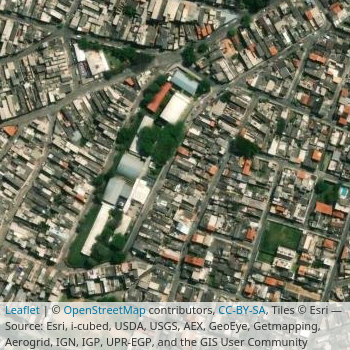 Leaflet | © OpenStreetMap contributors, CC-BY-SA, Tiles © Esri —
Source: Esri, i-cubed, USDA, USGS, AEX, GeoEye, Getmapping,
Aerogrid, IGN, IGP, UPR-EGP, and the GIS User Community